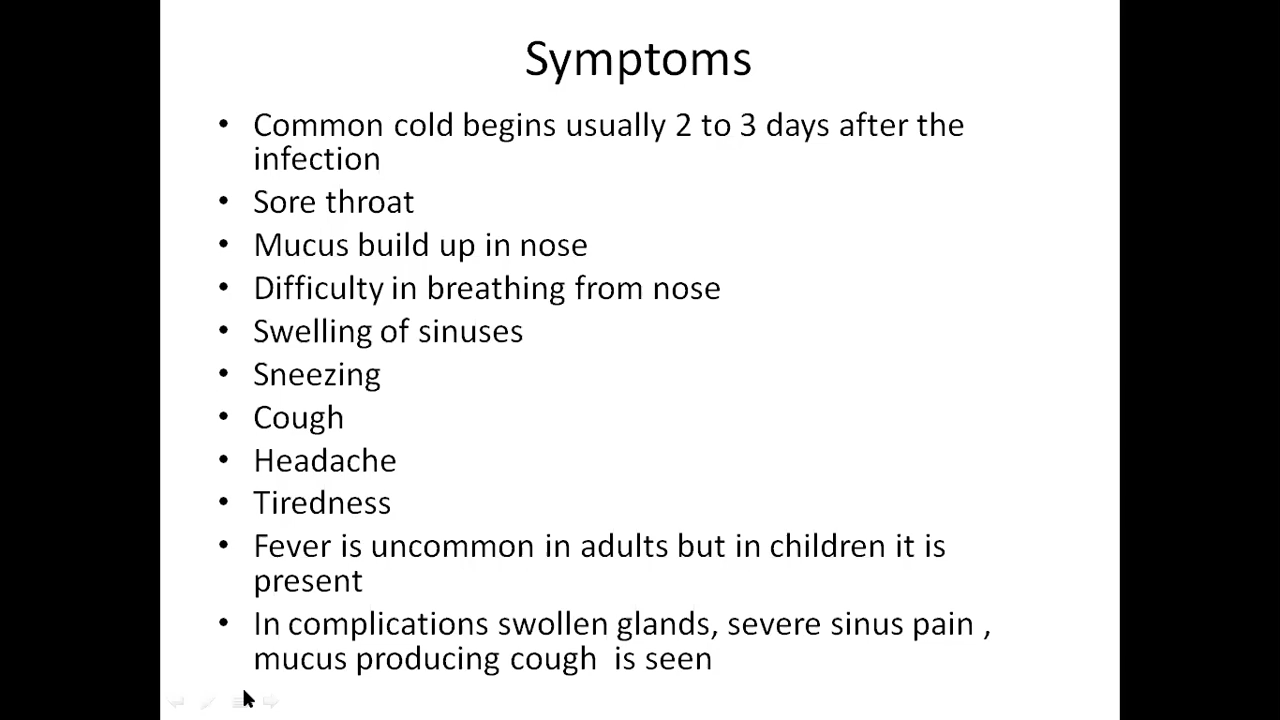 Symptoms
• Common cold begins usually 2 to 3 days after the
infection
• Sore throat
• Mucus build up in nose
• Difficulty in breathing from nose
• Swelling of sinuses
• Sneezing
• Cough
• Headache
• Tiredness
• Fever is uncommon in adults but in children it is
present
• In complications swollen glands, severe sinus pain ,
mucus producing cough  is seen